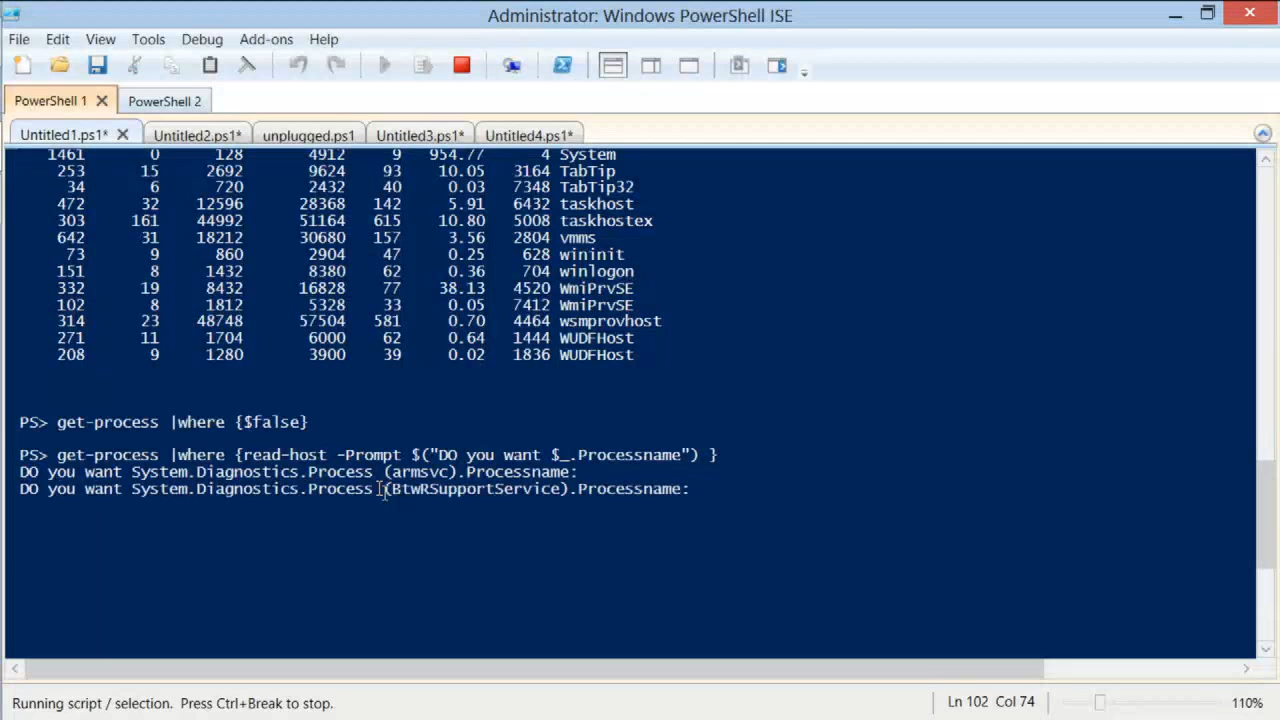 Administrator: Windows PowerShell ISE
File Edit View Tools Debug Add-ons Help
PowerShell 1 PowerShell 2
Untitled1.ps1* Untitled2.ps1* unplugged.ps1 Untitled3.ps1* Untitled4.ps1*
1461 0 128 4912 9 954.77 4 System
253 15 2692 9624 93 10.05 3164 TabTip
34 6 720 2432 40 0.03 7348 TabTip32
472 32 12596 28368 142 5.91 6432 taskhost
303 161 44992 51164 615 10.80 5008 taskhostex
642 31 18212 30680 157 3.56 2804 vmms
73 9 860 2904 47 0.25 628 wininit
151 8 1432 8380 62 0.36 704 winlogon
332 19 8432 16828 77 38.13 4520 WmiPrvSE
102 8 1812 5328 33 0.05 7412 WmiPrvSE
314 23 48748 57504 581 0.70 4464 wsmprovhost
271 11 1704 6000 62 0.64 1444 WUDFHost
208 9 1280 3900 39 0.02 1836 WUDFHost
PS> get-process |where {$false}
PS> get-process |where {read-host -Prompt $("DO you want $_.Processname") }
DO you want System.Diagnostics.Process (armsvc).Processname:
DO you want System.Diagnostics.Process (BtwRSupportService).Processname:
Running script / selection. Press Ctrl+Break to stop. Ln 102 Col 74 110%